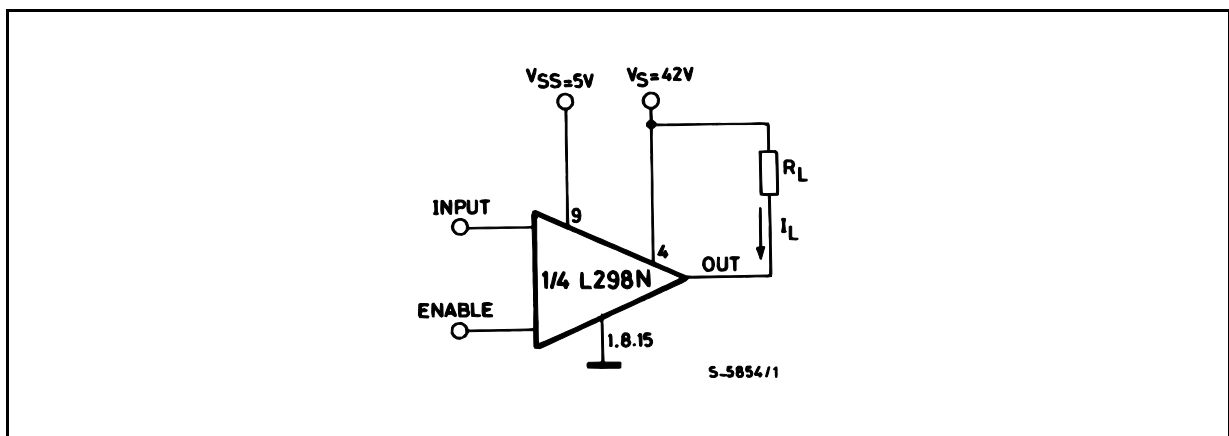 VSS=5V
VS=42V
RL
INPUT
9
IL
4
OUT
1/4 L298N
ENABLE
1.8.15
S-5854/1